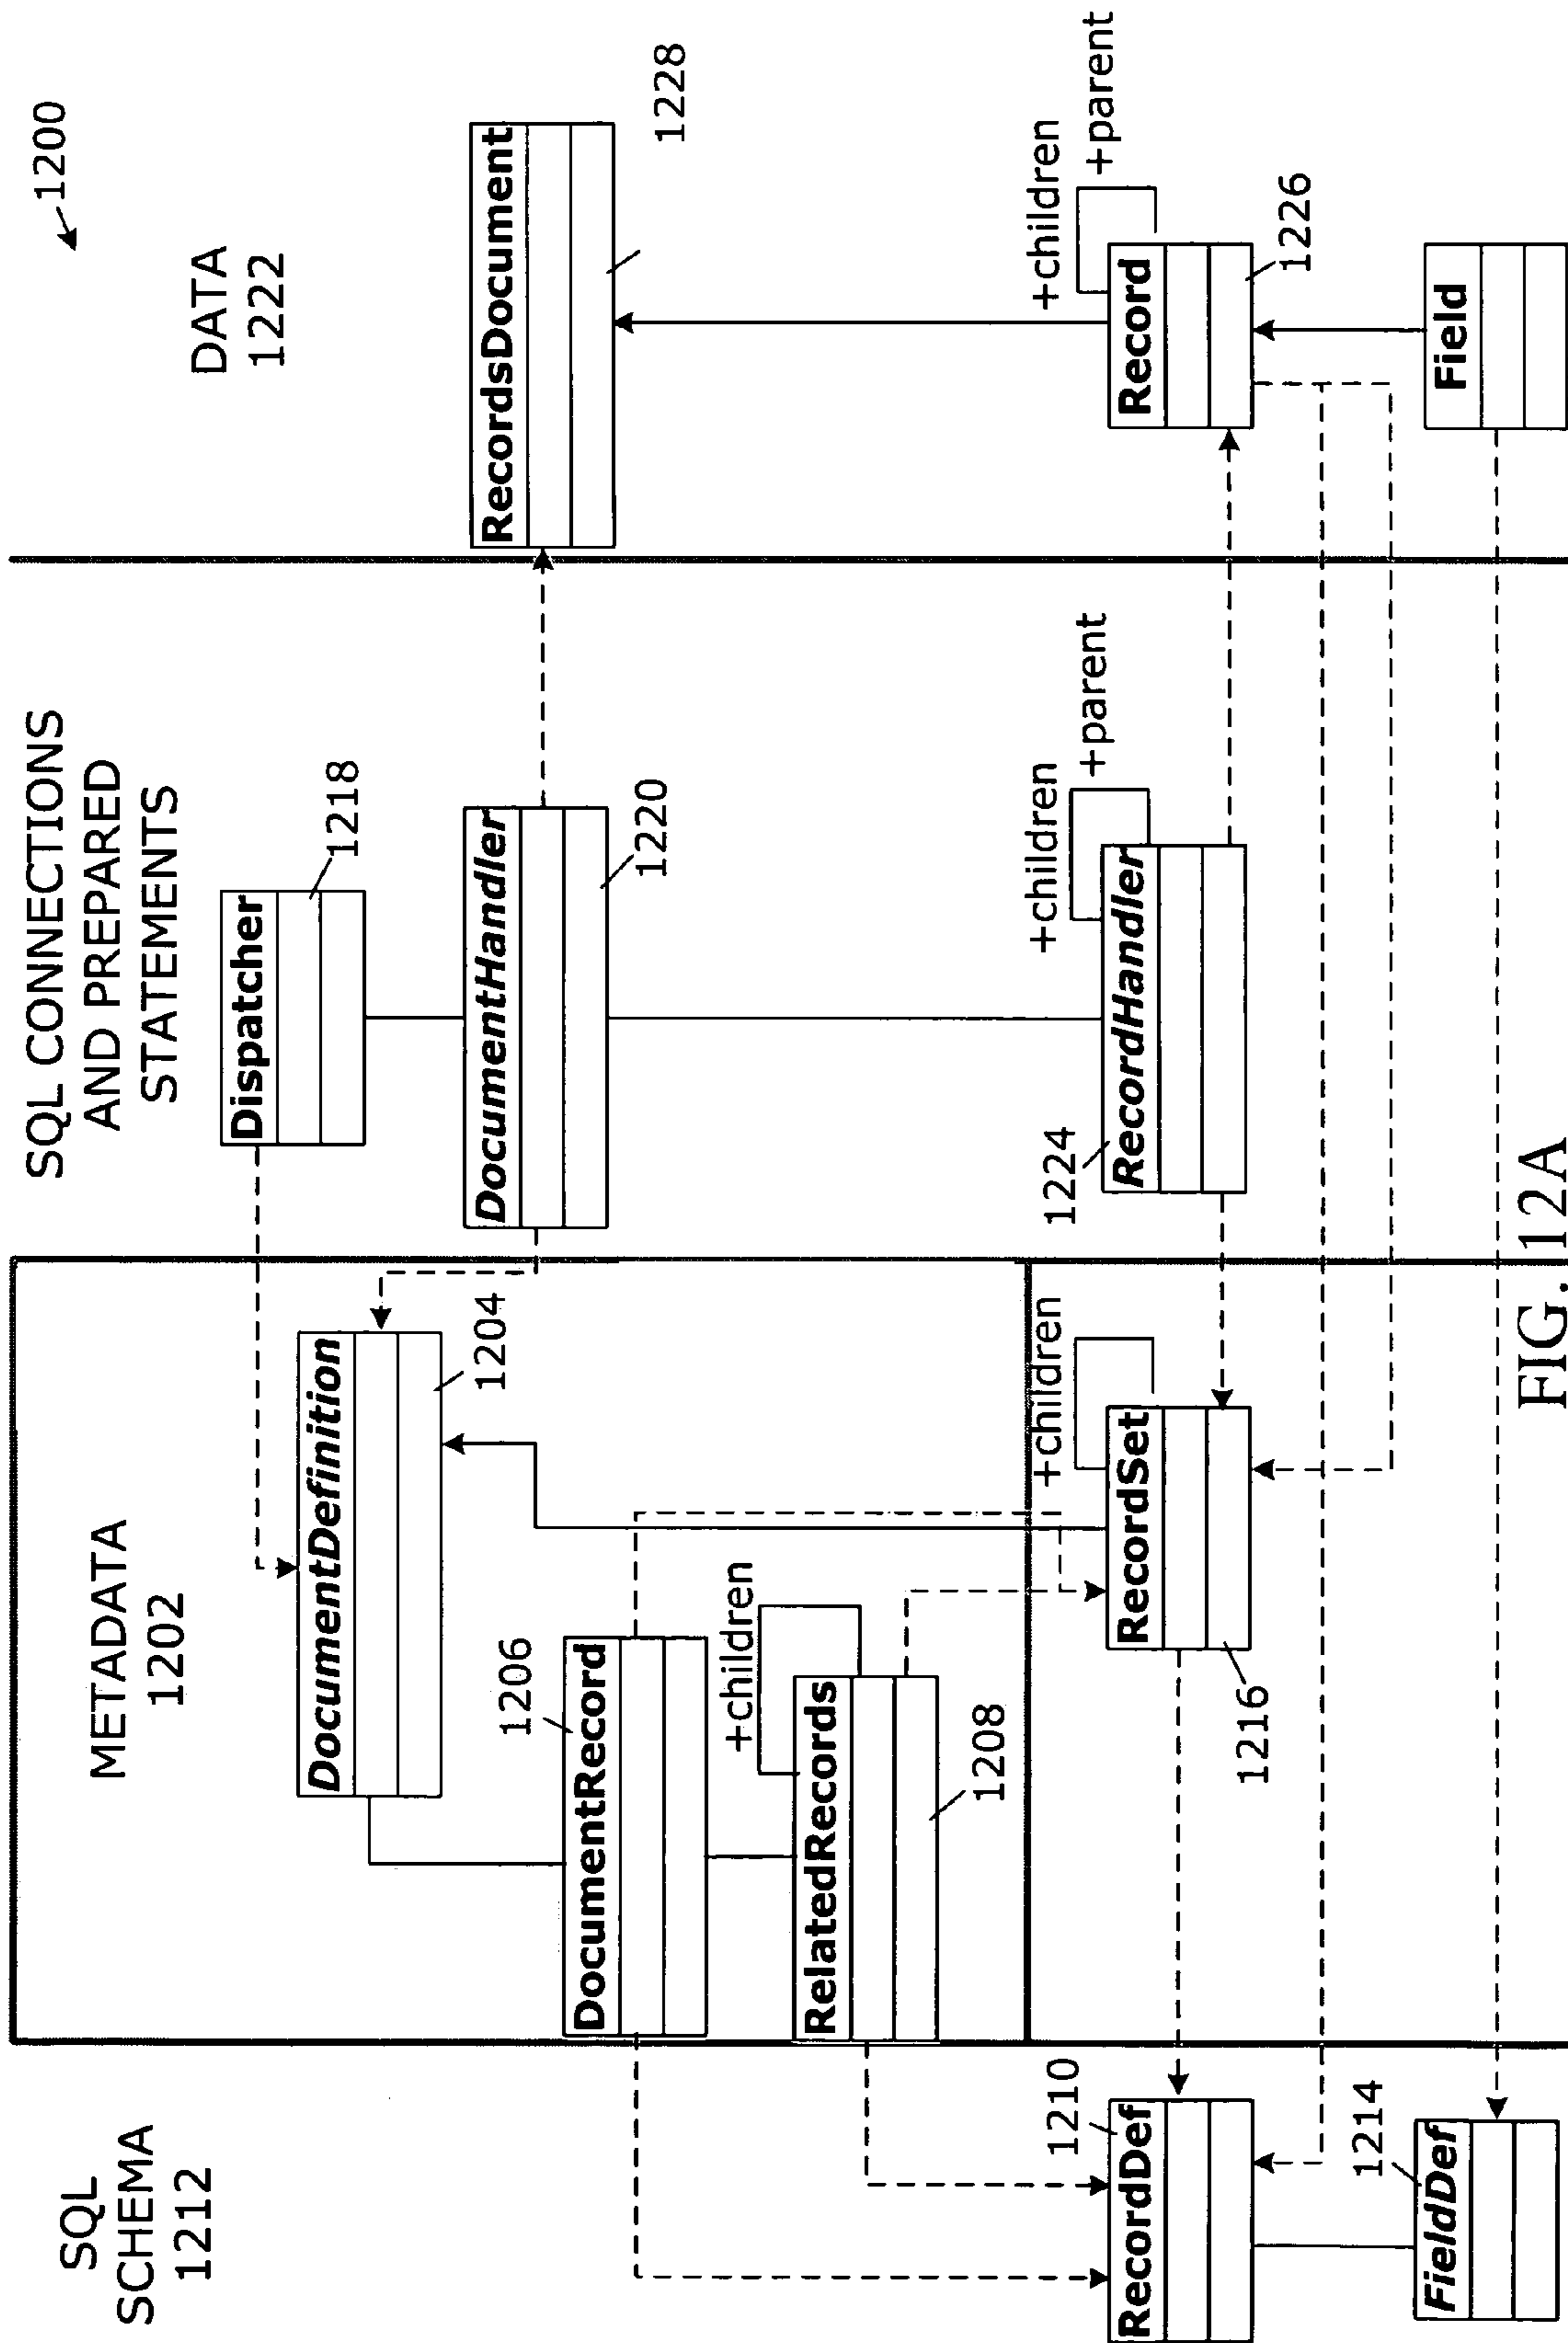 1200
SQL
SCHEMA
1212
METADATA
1202
SQL CONNECTIONS
AND PREPARED
STATEMENTS
DATA
1222
Dispatcher
1218
DocumentDefinition
1204
DocumentHandler
1220
RecordsDocument
1228
DocumentRecord
1206
RelatedRecords
+children
1208
RecordDef
1210
RecordSet
+children
1216
RecordHandler
+children
+parent
1224
Record
+children
+parent
1226
FieldDef
1214
Field
FIG. 12A